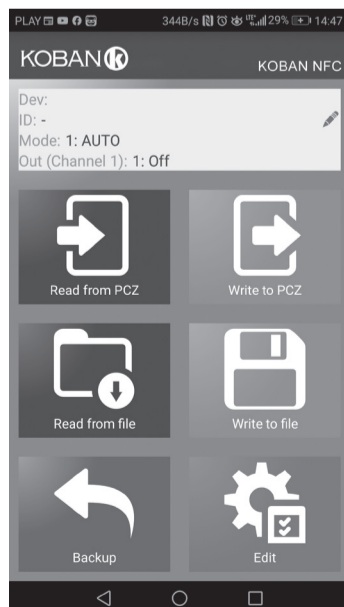 PLAY 344B/s 29% 14:47
KOBAN K
KOBAN NFC
Dev:
ID: -
Mode: 1: AUTO
Out (Channel 1): 1: Off
Read from PCZ
Write to PCZ
Read from file
Write to file
Backup
Edit